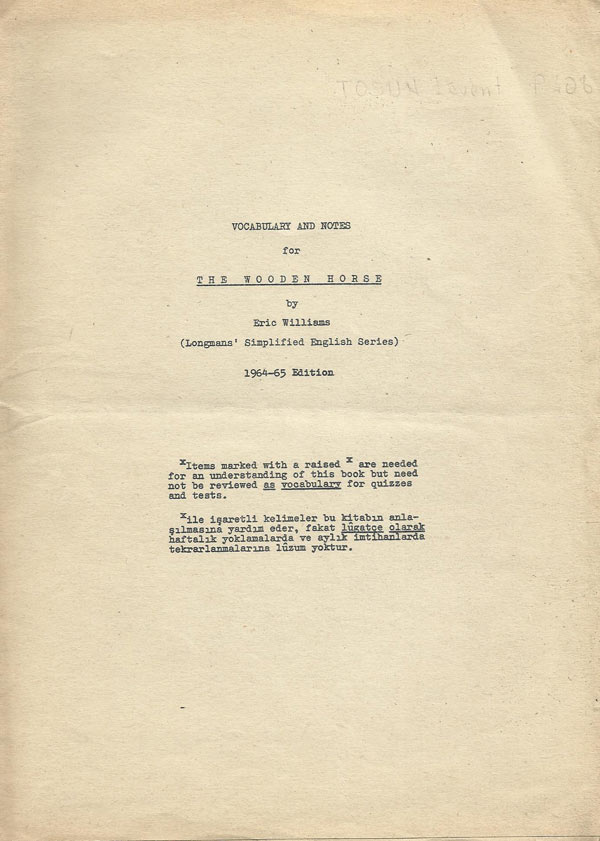 VOCABULARY AND NOTES
for
THE WOODEN HORSE
by
Eric Williams
(Longmans' Simplified English Series)
1964-65 Edition
xItems marked with a raised x are needed
for an understanding of this book but need
not be reviewed as vocabulary for quizzes
and tests.
xile işaretli kelimeler bu kitabın anla-
şılmasına yardım eder, fakat lûgatçe olarak
haftalık yoklamalarda ve aylık imtihanlarda
tekrarlanmalarına lûzum yoktur.